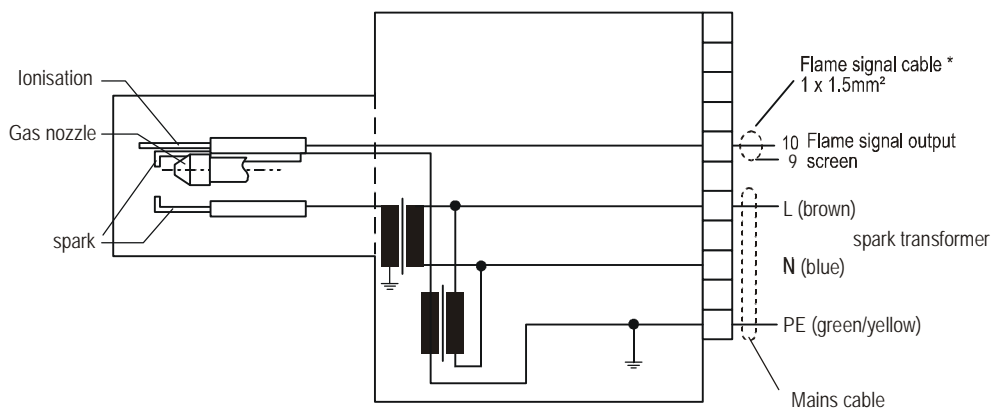 Ionisation
Gas nozzle
spark
Flame signal cable *
1 x 1.5mm²
10 Flame signal output
9 screen
L (brown)
spark transformer
N (blue)
PE (green/yellow)
Mains cable